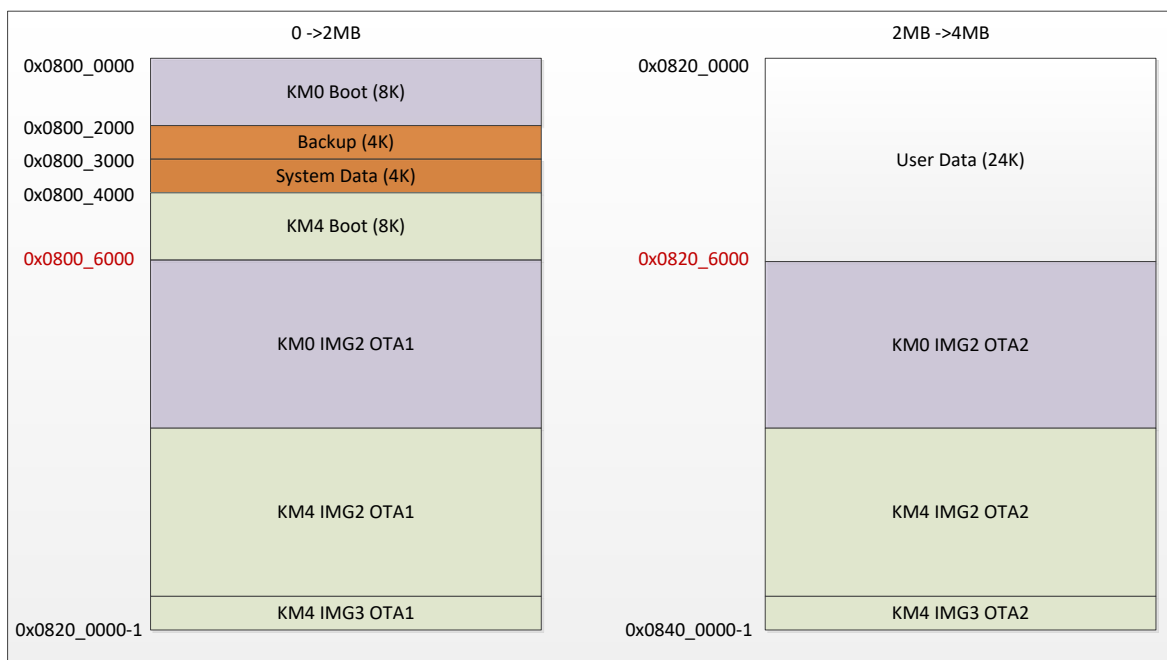 0 ->2MB
0x0800_0000
KM0 Boot (8K)
0x0800_2000
Backup (4K)
0x0800_3000
System Data (4K)
0x0800_4000
KM4 Boot (8K)
0x0800_6000
KM0 IMG2 OTA1
KM4 IMG2 OTA1
KM4 IMG3 OTA1
0x0820_0000-1
2MB ->4MB
0x0820_0000
User Data (24K)
0x0820_6000
KM0 IMG2 OTA2
KM4 IMG2 OTA2
KM4 IMG3 OTA2
0x0840_0000-1